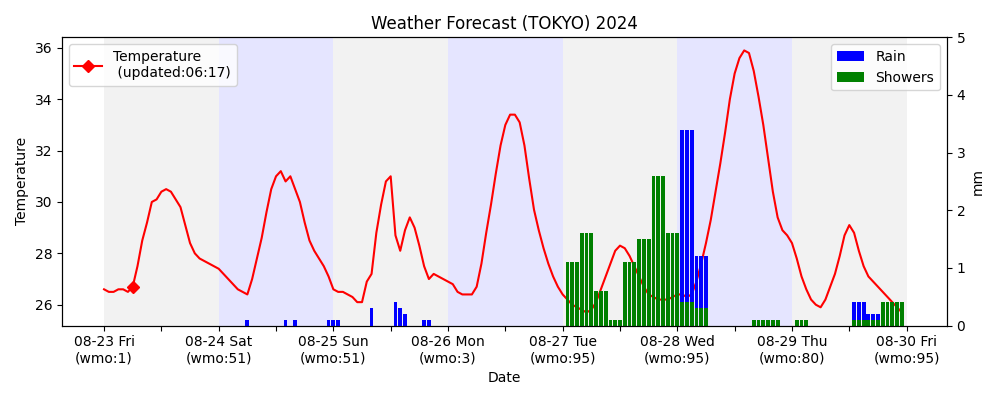 Weather Forecast (TOKYO) 2024
Temperature
(updated:06:17)
Rain
Showers
36
34
32
30
28
26
Temperature
5
4
3
2
1
0
mm
08-23 Fri
(wmo:1)
08-24 Sat
(wmo:51)
08-25 Sun
(wmo:51)
08-26 Mon
(wmo:3)
08-27 Tue
(wmo:95)
08-28 Wed
(wmo:95)
08-29 Thu
(wmo:80)
08-30 Fri
(wmo:95)
Date